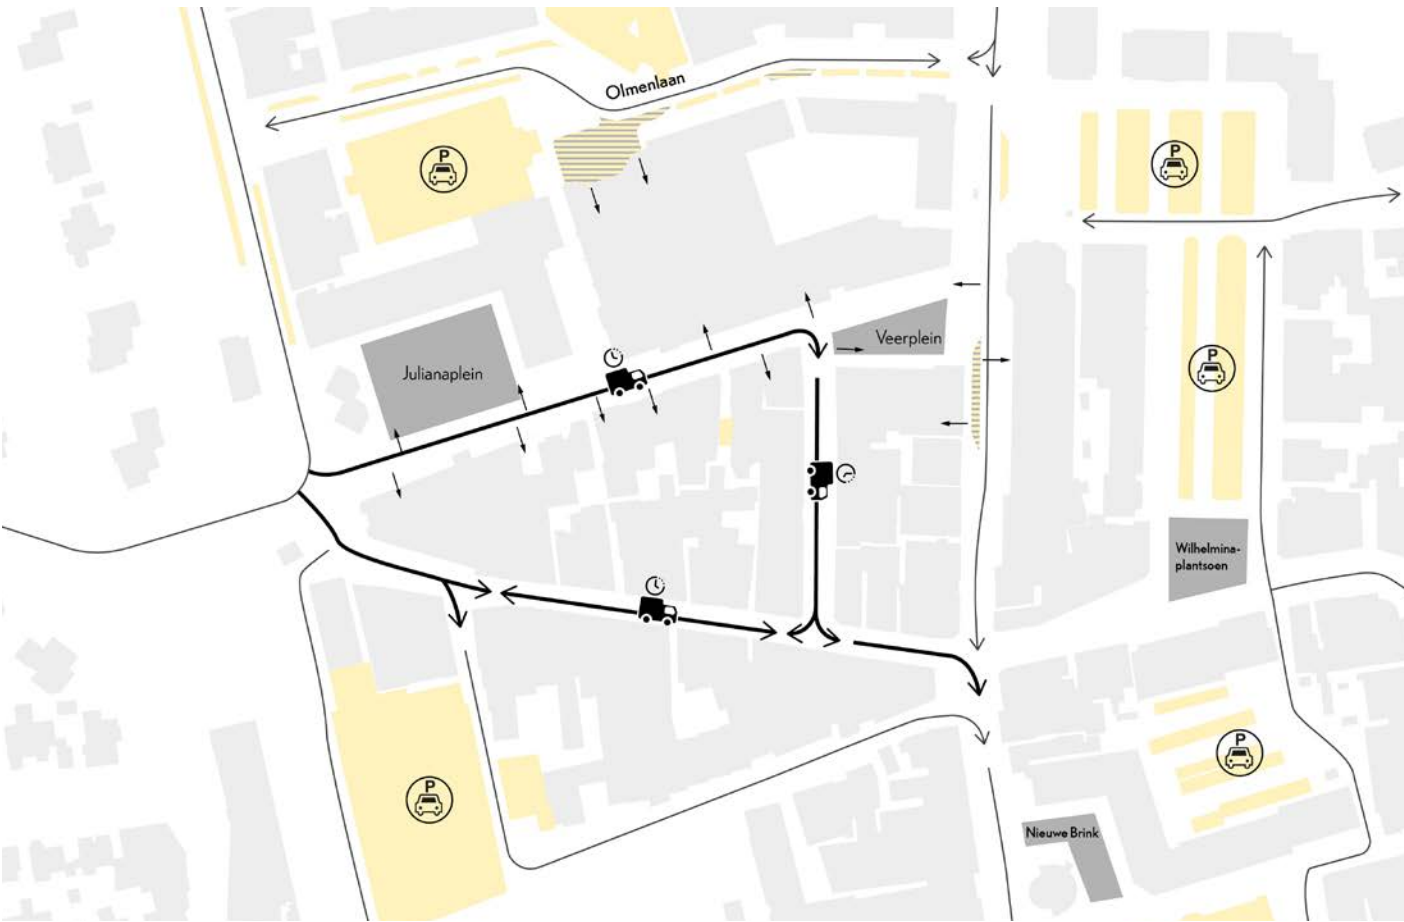 Olmenlaan
P
P
Veerplein
Julianaplein
P
Wilhelmina-
plantsoen
P
P
Nieuwe Brink